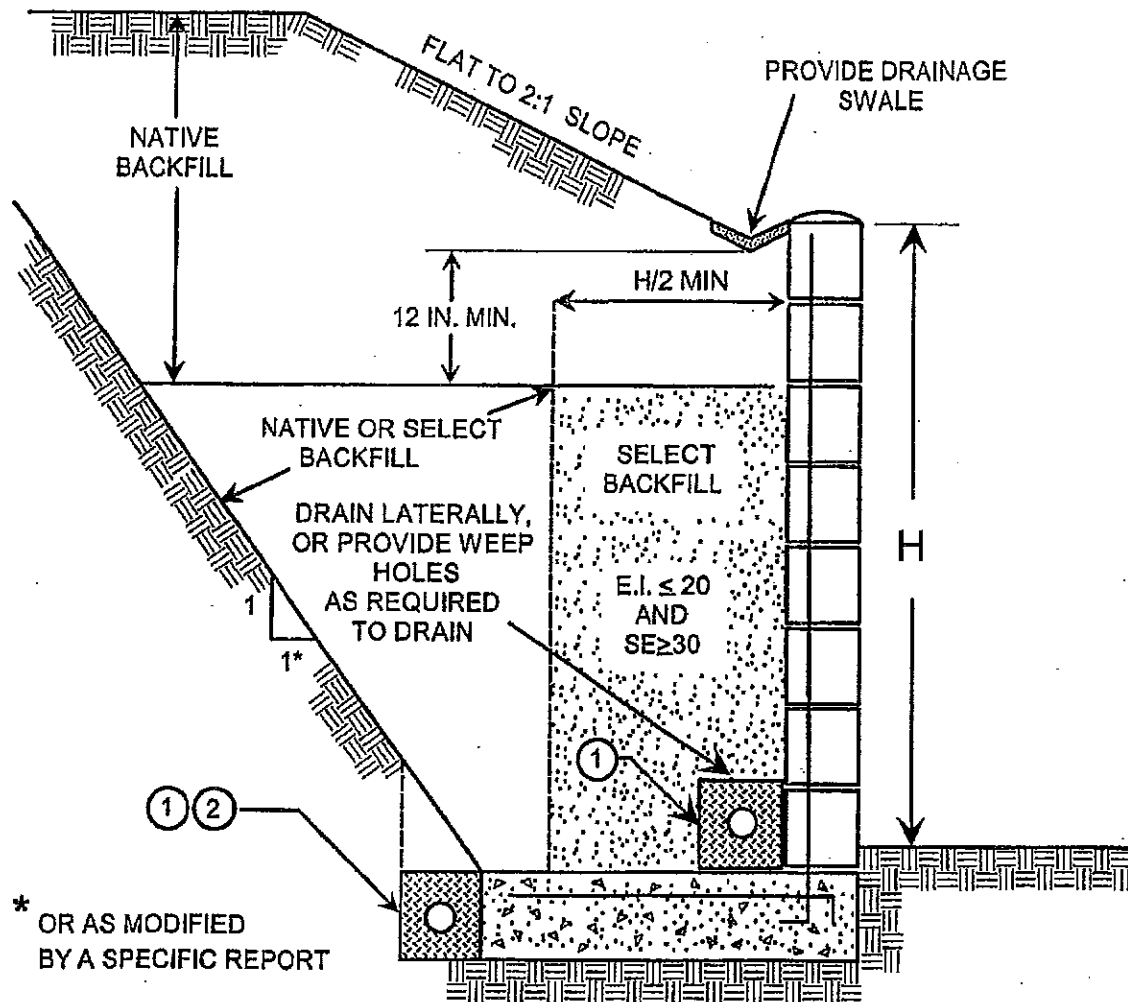 FLAT TO 2:1 SLOPE
PROVIDE DRAINAGE
SWALE
NATIVE
BACKFILL
H/2 MIN
12 IN. MIN.
NATIVE OR SELECT
BACKFILL
SELECT
BACKFILL
DRAIN LATERALLY,
OR PROVIDE WEEP
HOLES
AS REQUIRED
TO DRAIN
E.I. ≤ 20
AND
SE≥30
H
1
1*
1
1 2
* OR AS MODIFIED
BY A SPECIFIC REPORT